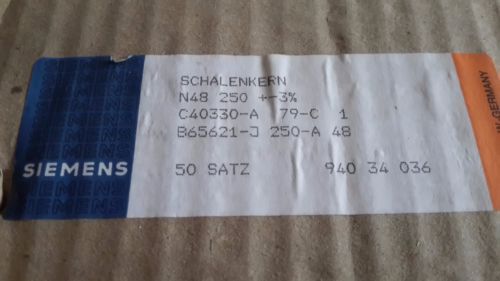 SCHALENKERN
N48 250 +-3%
C40330-A 79-C 1
B65621-J 250-A 48
SIEMENS
50 SATZ 940 34 036
GERMANY